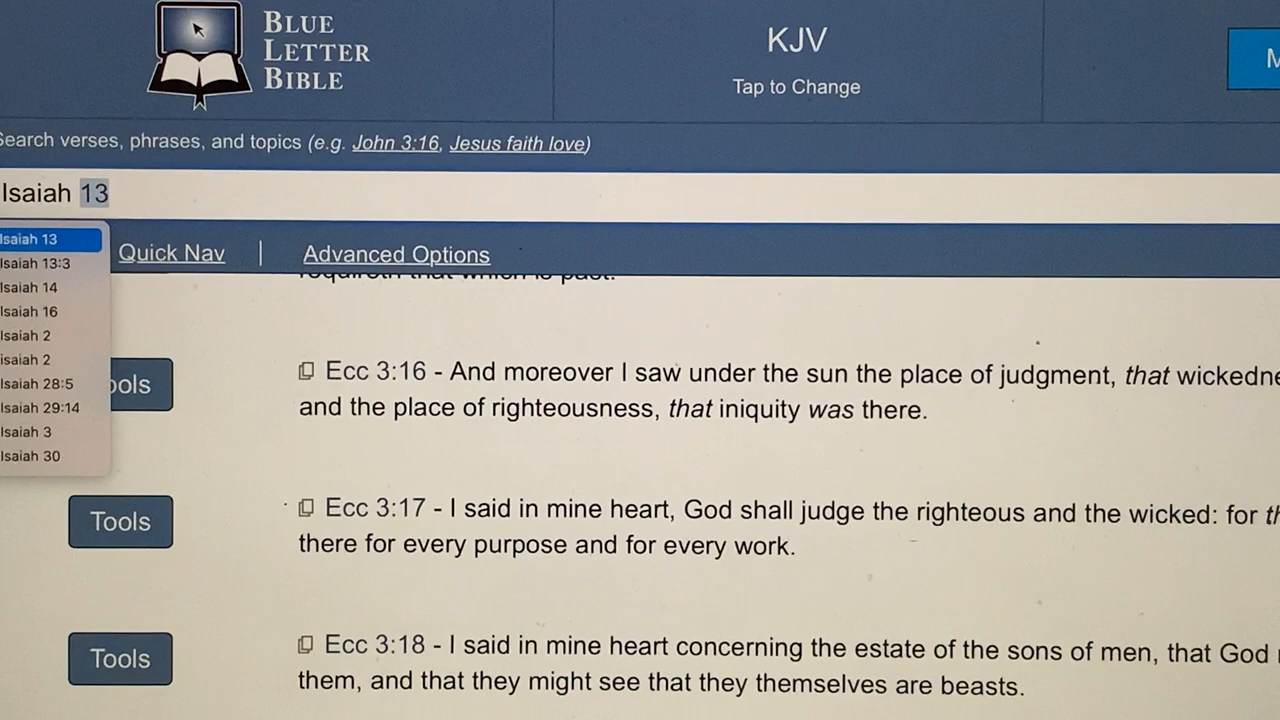 BLUE
LETTER
BIBLE
KJV
Tap to Change
Search verses, phrases, and topics (e.g. John 3:16, Jesus faith love)
Isaiah 13
Isaiah 13
Isaiah 13:3
Isaiah 14
Isaiah 16
Isaiah 2
isaiah 2
Isaiah 28:5
Isaiah 29:14
Isaiah 3
Isaiah 30
Quick Nav | Advanced Options
requireth that which is past.
Ecc 3:16 - And moreover I saw under the sun the place of judgment, that
and the place of righteousness, that iniquity was there.
Tools
Ecc 3:17 - I said in mine heart, God shall judge the righteous and the wicked: for
there for every purpose and for every work.
Tools
Ecc 3:18 - I said in mine heart concerning the estate of the sons of men, that God
them, and that they might see that they themselves are beasts.